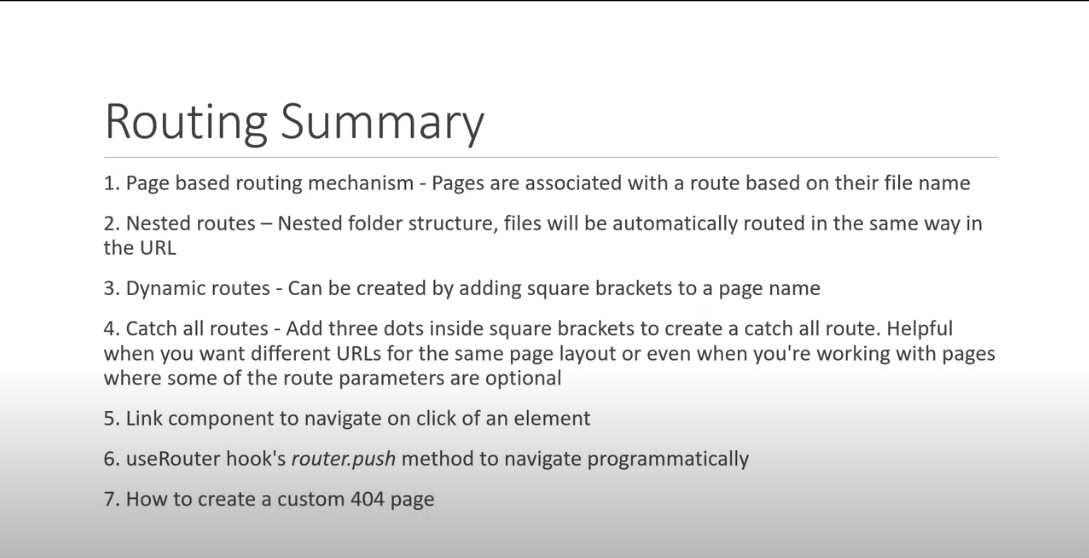 Routing Summary
1. Page based routing mechanism - Pages are associated with a route based on their file name
2. Nested routes – Nested folder structure, files will be automatically routed in the same way in
the URL
3. Dynamic routes - Can be created by adding square brackets to a page name
4. Catch all routes - Add three dots inside square brackets to create a catch all route. Helpful
when you want different URLs for the same page layout or even when you're working with pages
where some of the route parameters are optional
5. Link component to navigate on click of an element
6. useRouter hook's router.push method to navigate programmatically
7. How to create a custom 404 page